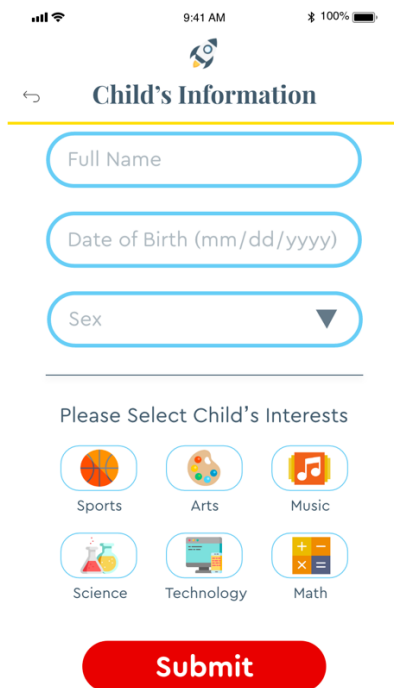 9:41 AM 100%
Child's Information
Full Name
Date of Birth (mm/dd/yyyy)
Sex
Please Select Child's Interests
Sports Arts Music
Science Technology Math
Submit